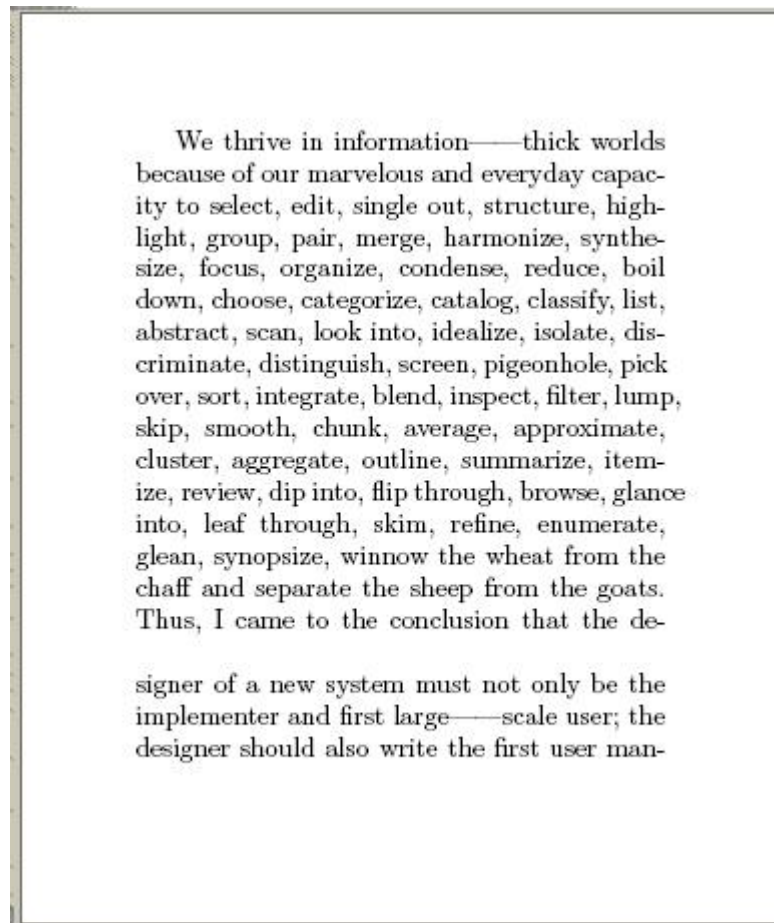 We thrive in information——thick worlds
because of our marvelous and everyday capac-
ity to select, edit, single out, structure, high-
light, group, pair, merge, harmonize, synthe-
size, focus, organize, condense, reduce, boil
down, choose, categorize, catalog, classify, list,
abstract, scan, look into, idealize, isolate, dis-
criminate, distinguish, screen, pigeonhole, pick
over, sort, integrate, blend, inspect, filter, lump,
skip, smooth, chunk, average, approximate,
cluster, aggregate, outline, summarize, item-
ize, review, dip into, flip through, browse, glance
into, leaf through, skim, refine, enumerate,
glean, synopsize, winnow the wheat from the
chaff and separate the sheep from the goats.
Thus, I came to the conclusion that the de-
signer of a new system must not only be the
implementer and first large——scale user; the
designer should also write the first user man-